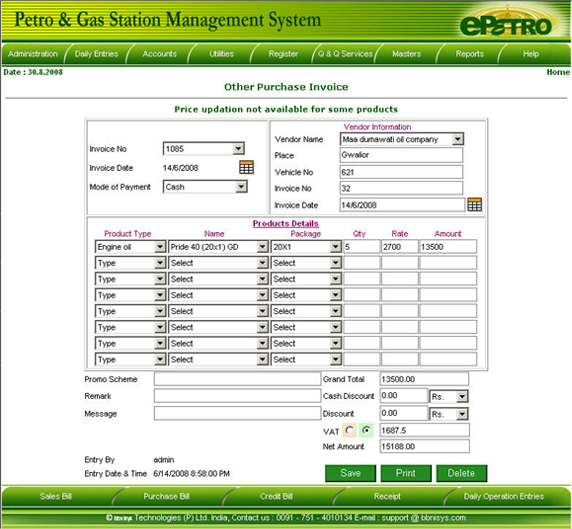 Petro & Gas Station Management System
ePetro
Administration Daily Entries Accounts Utilities Register Q & Q Services Masters Reports Help
Date : 30.8.2008 Home
Other Purchase Invoice
Price updation not available for some products
Vendor Information
Invoice No 1085
Invoice Date 14/6/2008
Mode of Payment Cash
Vendor Name Maa dumawati oil company
Place Gwalior
Vehicle No 621
Invoice No 32
Invoice Date 14/6/2008
Products Details
Product Type Name Package Qty Rate Amount
Engine oil Pride 40 (20x1) GD 20X1 5 2700 13500
Type Select Select
Type Select Select
Type Select Select
Type Select Select
Type Select Select
Type Select Select
Type Select Select
Promo Scheme Grand Total 13500.00
Remark Cash Discount 0.00 Rs.
Message Discount 0.00 Rs.
VAT 1687.5
Net Amount 15188.00
Entry By admin
Entry Date & Time 6/14/2008 8:58:00 PM
Save Print Delete
Sales Bill Purchase Bill Credit Bill Receipt Daily Operation Entries
© Technologies (P) Ltd. India, Contact us : 0091 - 751 - 4010134 E-mail : support @ bbnisys.com